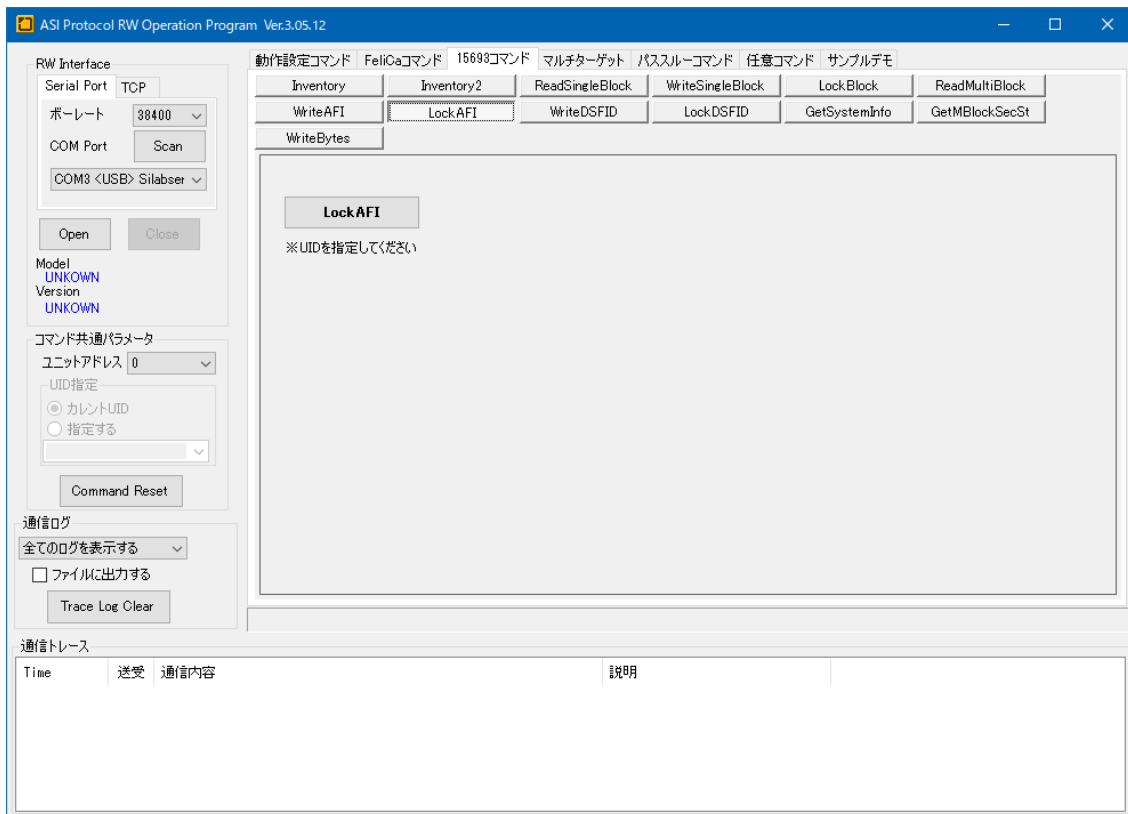 ASI Protocol RW Operation Program Ver.3.05.12
RW Interface
Serial Port TCP
ボーレート 38400
COM Port Scan
COM3 <USB> Silabser
Open Close
Model
UNKOWN
Version
UNKOWN
コマンド共通パラメータ
ユニットアドレス 0
UID指定
カレントUID
指定する
Command Reset
通信ログ
全てのログを表示する
ファイルに出力する
Trace Log Clear
動作設定コマンド FeliCaコマンド 15693コマンド マルチターゲット パススルーコマンド 任意コマンド サンプルデモ
Inventory Inventory2 ReadSingleBlock WriteSingleBlock LockBlock ReadMultiBlock
WriteAFI LockAFI WriteDSFID LockDSFID GetSystemInfo GetMBlockSecSt
WriteBytes
LockAFI
※UIDを指定してください
通信トレース
Time 送受 通信内容 説明